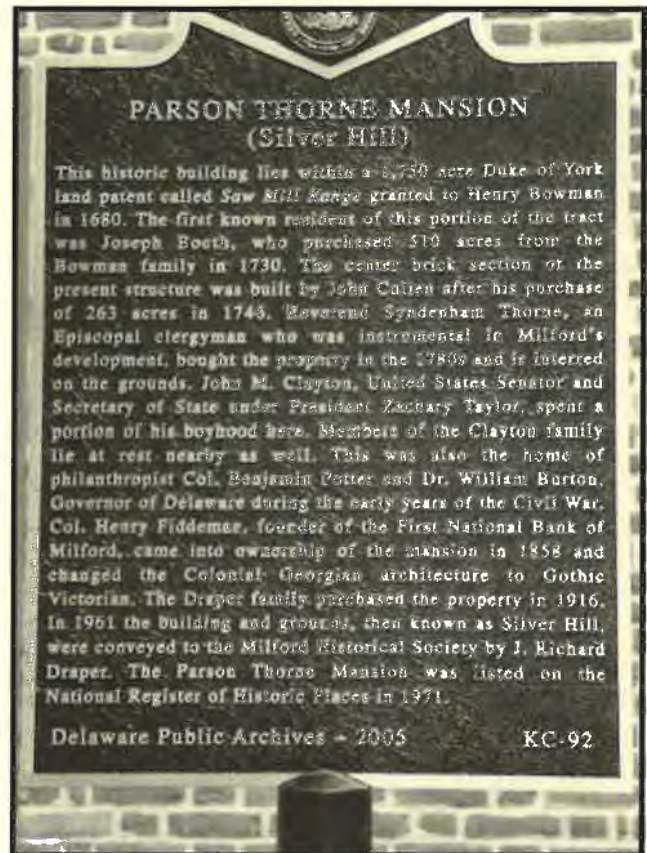 PARSON THORNE MANSION
(Silver Hill)
This historic building lies within a 1,750 acre Duke of York
land patent called Saw Mill Range granted to Henry Bowman
in 1680. The first known resident of this portion of the tract
was Joseph Booth, who purchased 510 acres from the
Bowman family in 1730. The center brick section of the
present structure was built by John Cullen after his purchase
of 263 acres in Reverend Sydenham Thorne, an
Episcopal clergyman who was instrumental in Milford's
development, bought the property in the 1780s and is interred
on the grounds. John M. Clayton, United States Senator and
Secretary of State under President Zachary Taylor, spent a
portion of his boyhood here. Members of the Clayton family
lie at rest nearby as well. This was also the home of
philanthropist Col. Benjamin Potter and Dr. William Burton,
Governor of Delaware during the early years of the Civil War.
Col. Henry Fiddeman, founder of the First National Bank of
Milford, came into ownership of the mansion in 1858 and
changed the Colonial Georgian architecture to Gothic
Victorian. The Draper family purchased the property in 1916.
In 1961 the building and grounds, then known as Silver Hill,
were conveyed to the Milford Historical Society by J. Richard
Draper. The Parson Thorne Mansion was listed on the
National Register of Historic Places in 1971.
Delaware Public Archives - 2005 KC-92